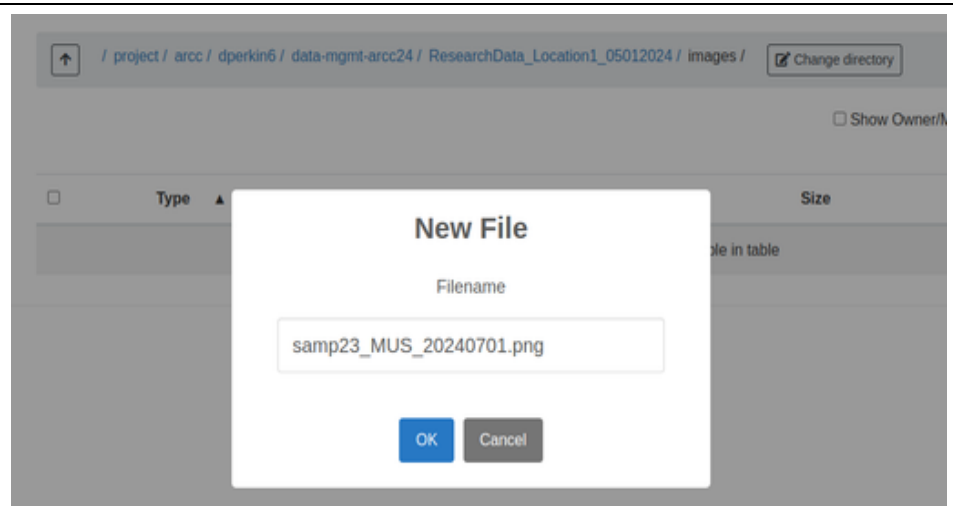 / project / arcc / dperkin6 / data-mgmt-arcc24 / ResearchData_Location1_05012024 / images / Change directory
Show Owner/
Type Size
New File
in table
Filename
samp23_MUS_20240701.png
OK Cancel